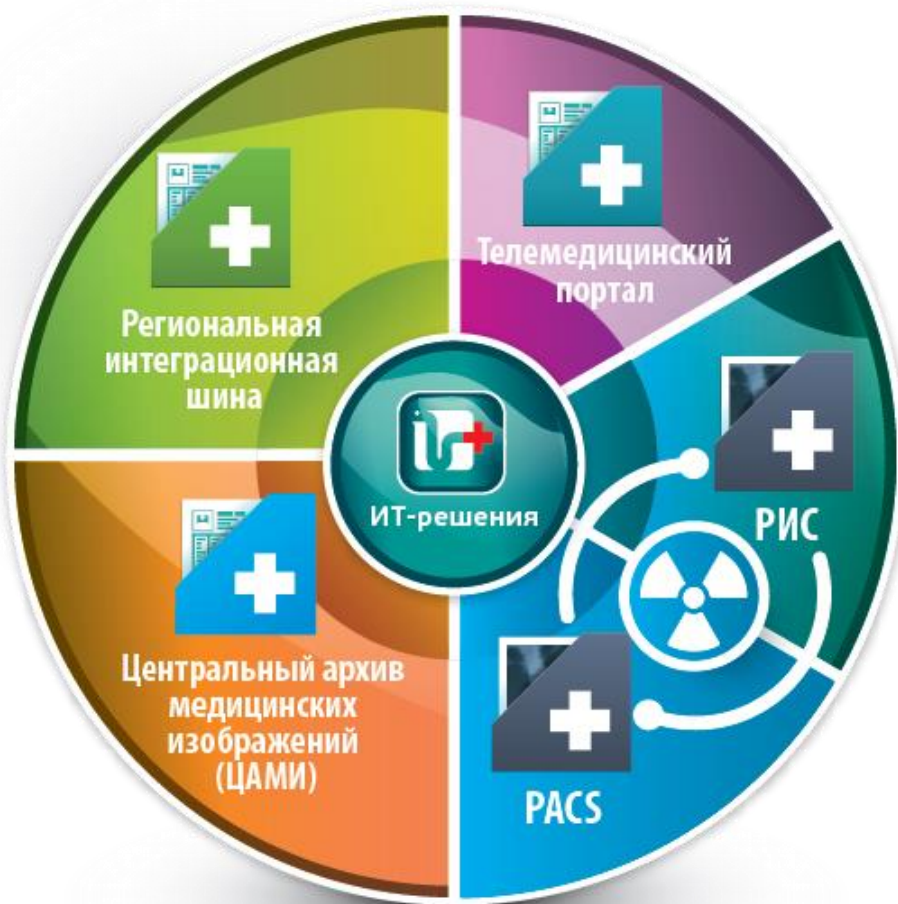 Региональная
интеграционная
шина
Телемедицинский
портал
ИТ-решения
РИС
Центральный архив
медицинских
изображений
(ЦАМИ)
PACS